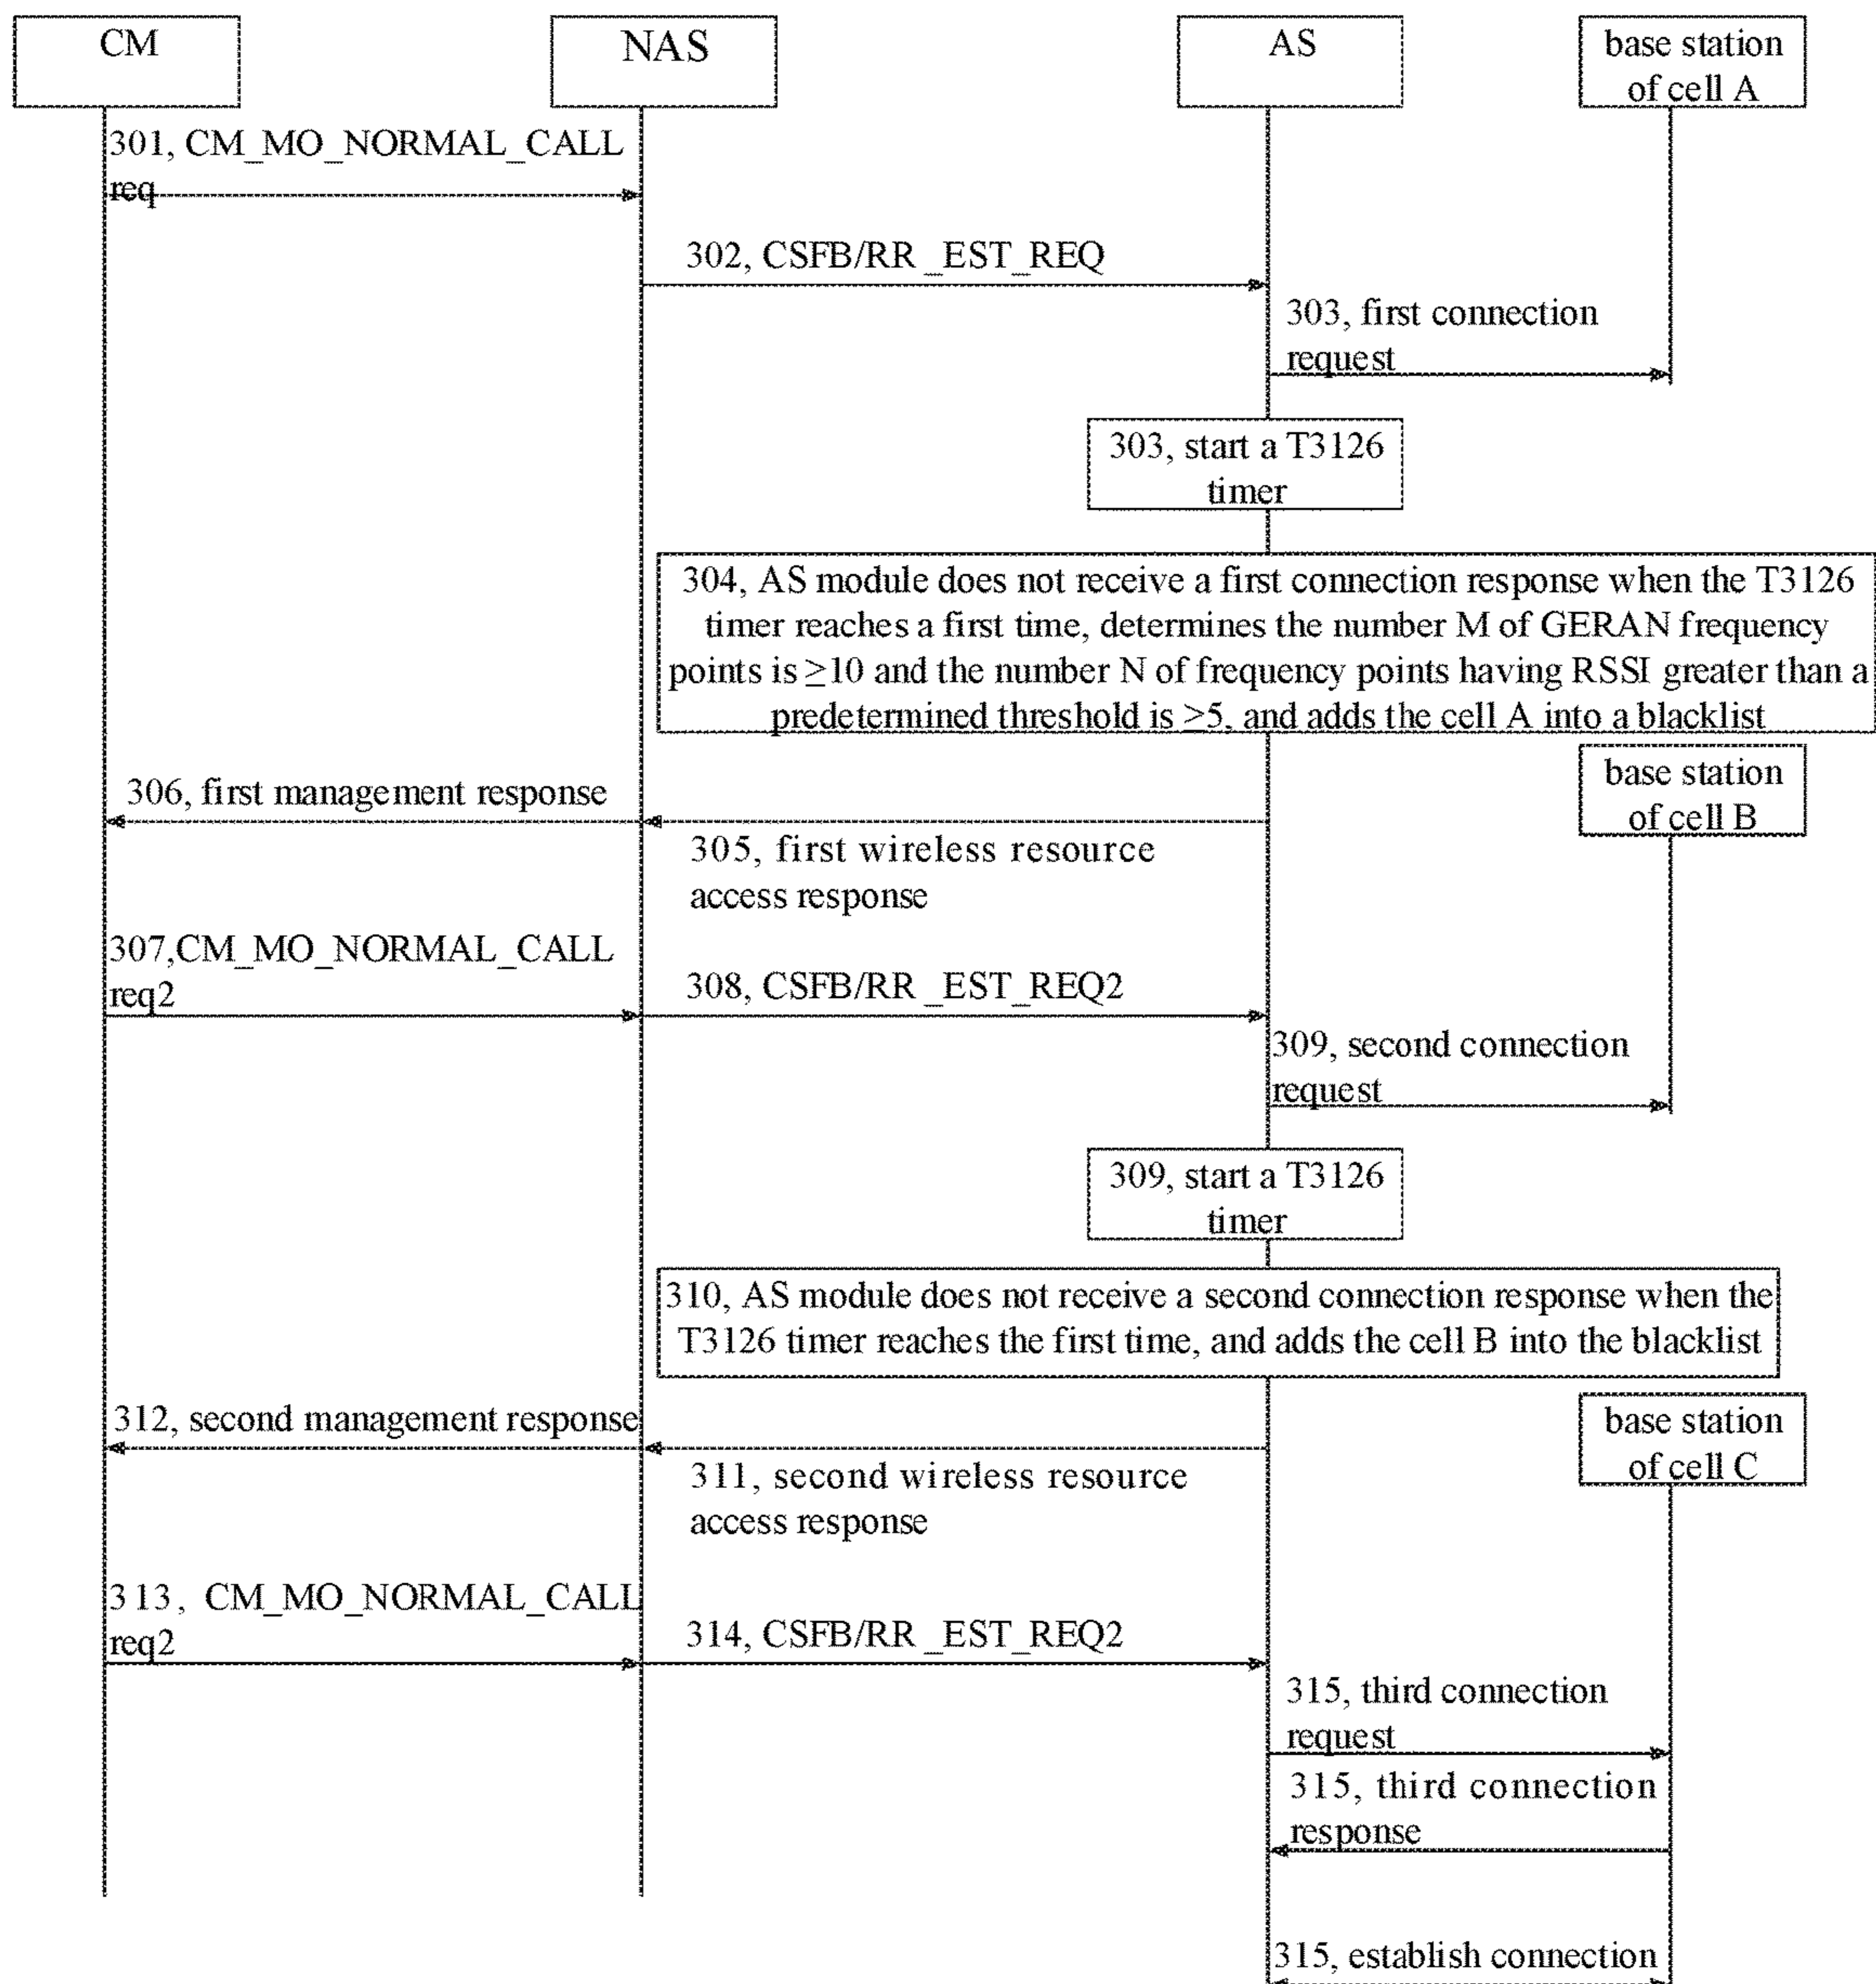 CM
NAS
AS
base station
of cell A
301, CM_MO_NORMAL_CALL
req
302, CSFB/RR _EST_REQ
303, first connection
request
303, start a T3126
timer
304, AS module does not receive a first connection response when the T3126
timer reaches a first time, determines the number M of GERAN frequency
points is ≥10 and the number N of frequency points having RSSI greater than a
predetermined threshold is ≥5, and adds the cell A into a blacklist
base station
of cell B
306, first management response
305, first wireless resource
access response
307,CM_MO_NORMAL_CALL
req2
308, CSFB/RR _EST_REQ2
309, second connection
request
309, start a T3126
timer
310, AS module does not receive a second connection response when the
T3126 timer reaches the first time, and adds the cell B into the blacklist
base station
of cell C
312, second management response
311, second wireless resource
access response
313, CM_MO_NORMAL_CALL
req2
314, CSFB/RR _EST_REQ2
315, third connection
request
315, third connection
response
315, establish connection